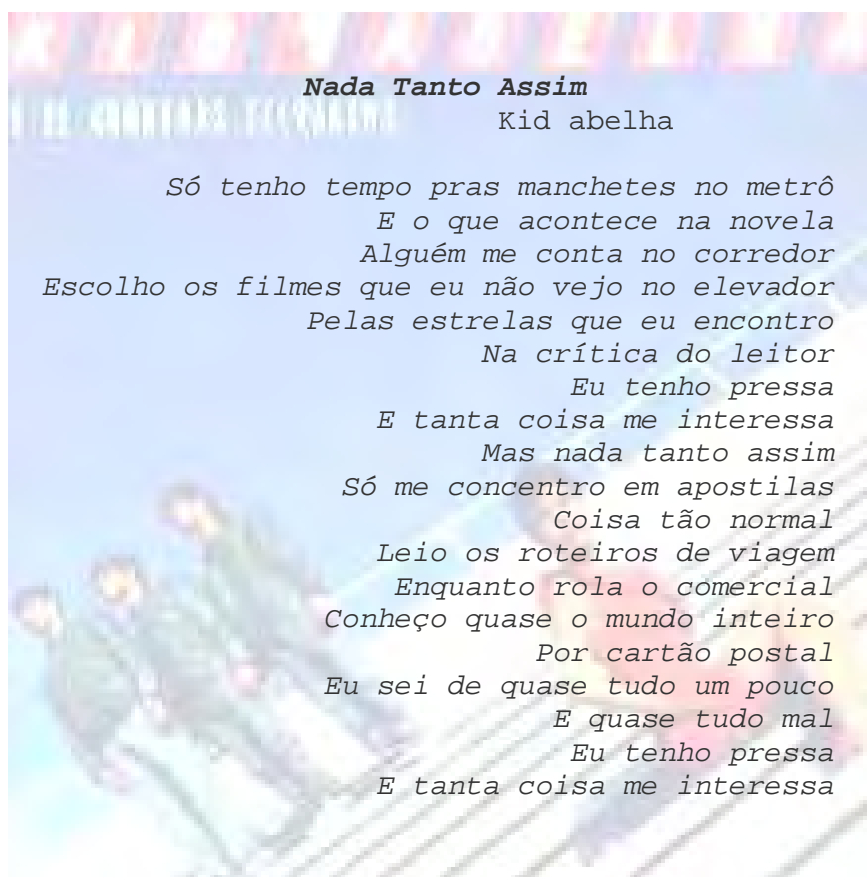 Nada Tanto Assim
Kid abelha
Só tenho tempo pras manchetes no metrô
E o que acontece na novela
Alguém me conta no corredor
Escolho os filmes que eu não vejo no elevador
Pelas estrelas que eu encontro
Na crítica do leitor
Eu tenho pressa
E tanta coisa me interessa
Mas nada tanto assim
Só me concentro em apostilas
Coisa tão normal
Leio os roteiros de viagem
Enquanto rola o comercial
Conheço quase o mundo inteiro
Por cartão postal
Eu sei de quase tudo um pouco
E quase tudo mal
Eu tenho pressa
E tanta coisa me interessa